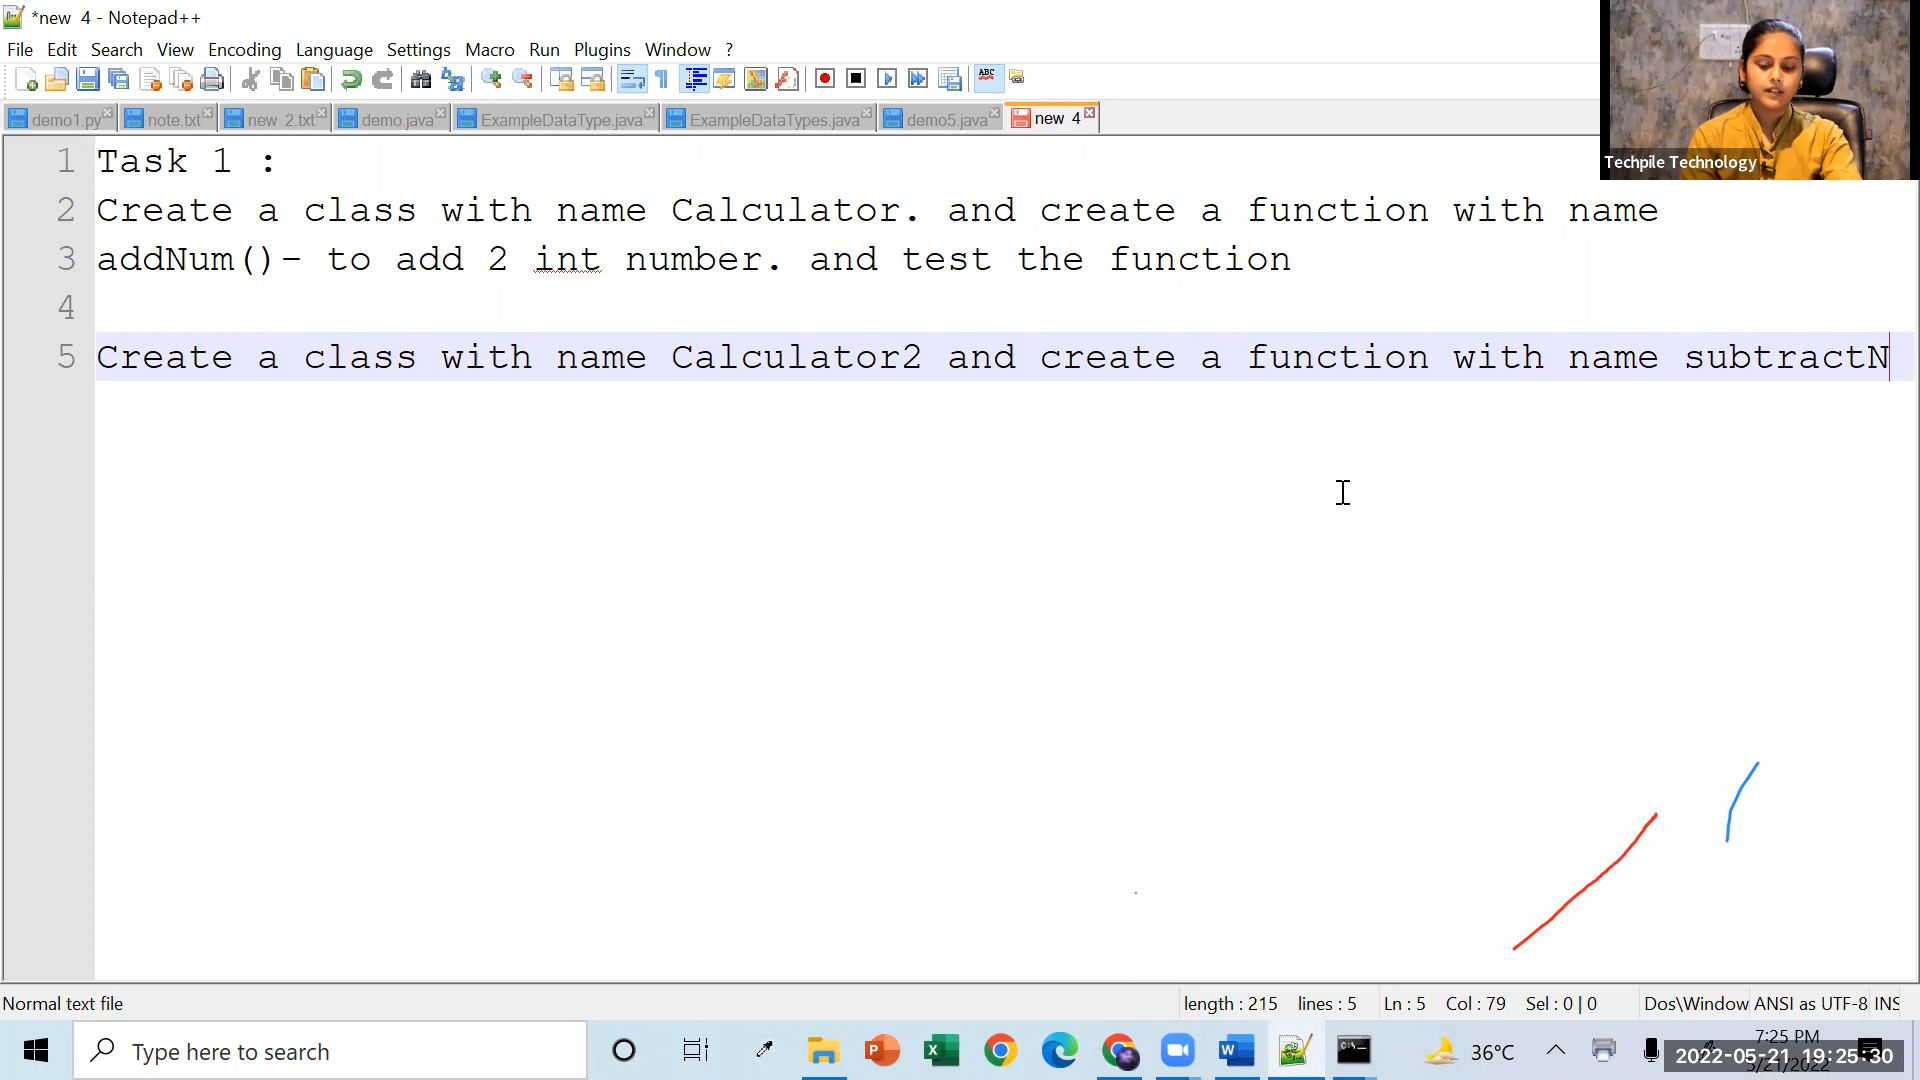 *new 4 - Notepad++
File Edit Search View Encoding Language Settings Macro Run Plugins Window ?
ABC
demo1.py note.txt new 2.txt demo.java ExampleDataType.java ExampleDataTypes.java demo5.java new 4
Techpile Technology
1 Task 1 :
2 Create a class with name Calculator. and create a function with name
3 addNum()- to add 2 int number. and test the function
4
5 Create a class with name Calculator2 and create a function with name subtractN
Normal text file length : 215 lines : 5 Ln : 5 Col : 79 Sel : 0 | 0 Dos\Window ANSI as UTF-8 INS
Type here to search
36°C
7:25 PM
2022-05-21 19:25:30